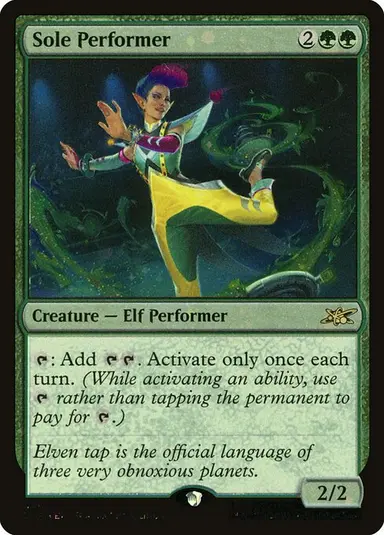 Sole Performer 2
Creature — Elf Performer
: Add . Activate only once each
turn. (While activating an ability, use
rather than tapping the permanent to
pay for .)
Elven tap is the official language of
three very obnoxious planets.
2/2